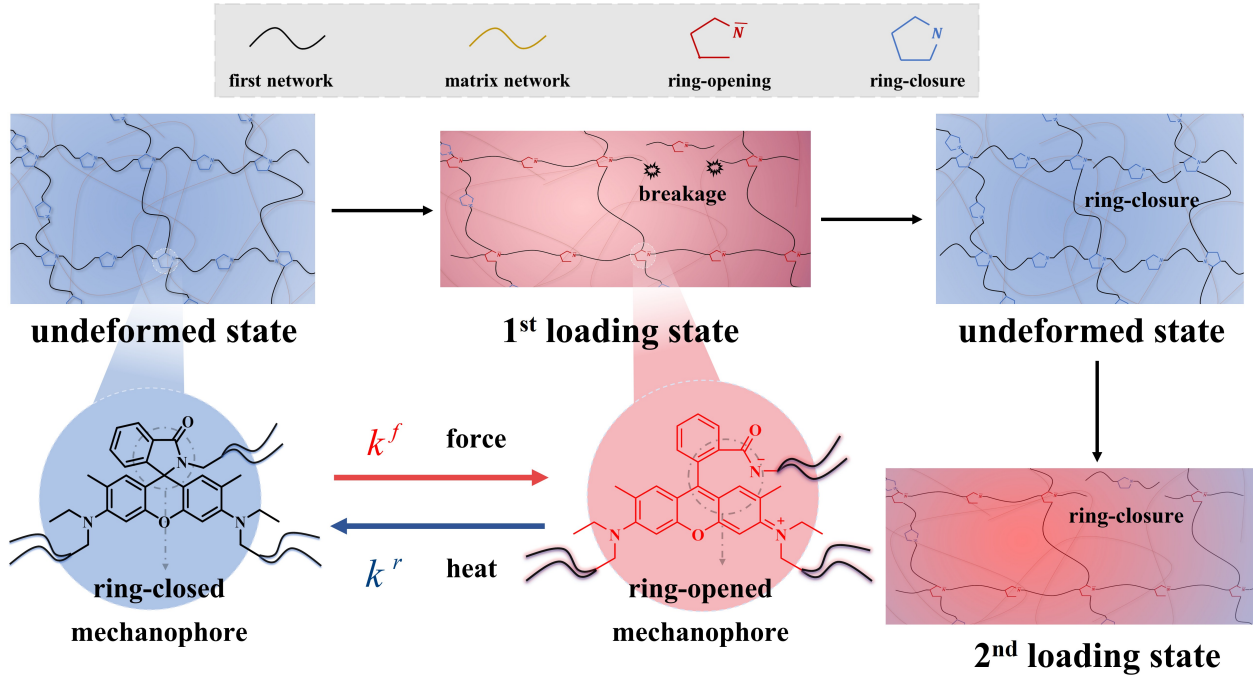 N
N
first network
matrix network
ring-opening
ring-closure
breakage
ring-closure
undeformed state
1st loading state
undeformed state
O
N
O
N
N
ring-closed
mechanophore
k f
force
k r
heat
O
N
O
N
N
+
ring-opened
mechanophore
ring-closure
2nd loading state